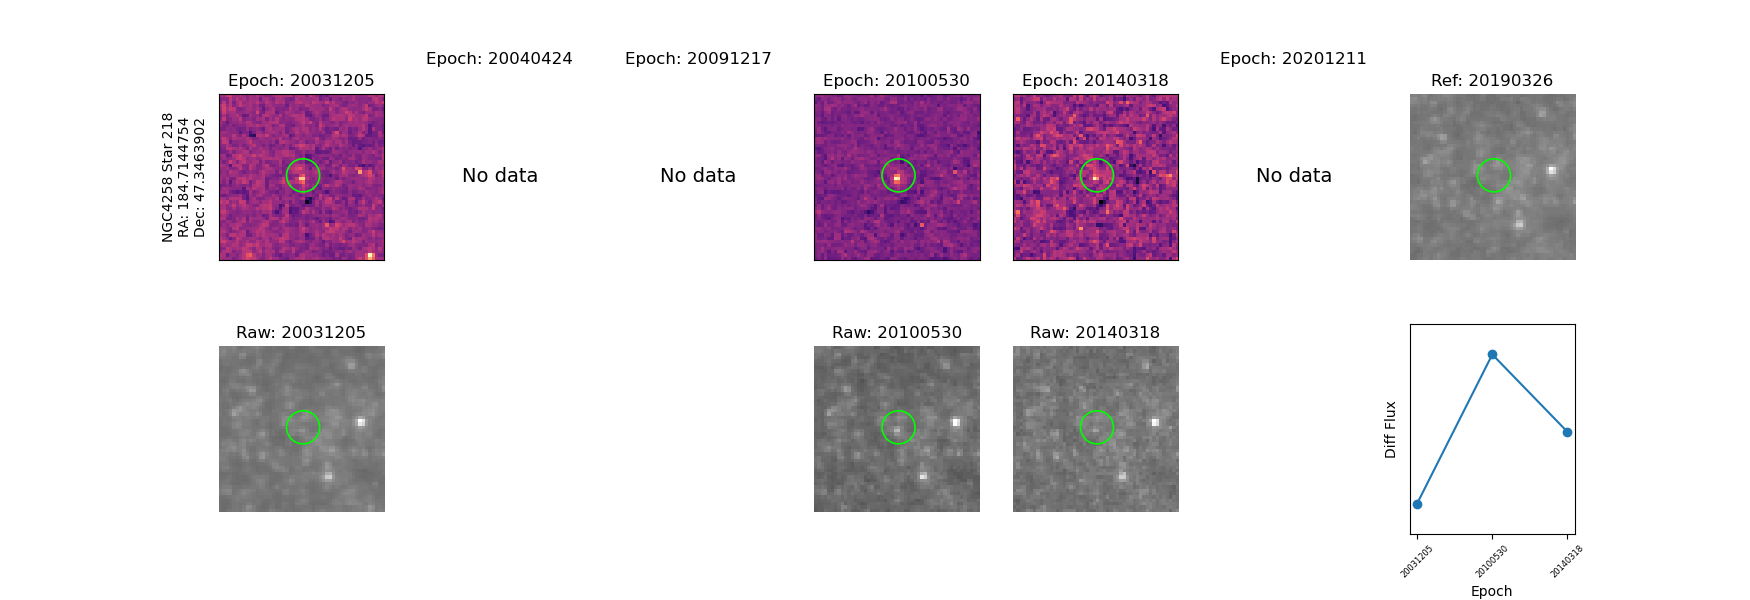 Epoch: 20040424
Epoch: 20091217
Epoch: 20201211
Epoch: 20031205
Epoch: 20100530
Epoch: 20140318
Ref: 20190326
NGC4258 Star 218
RA: 184.7144754
Dec: 47.3463902
No data
No data
No data
Raw: 20031205
Raw: 20100530
Raw: 20140318
Diff Flux
20031205
20100530
20140318
Epoch